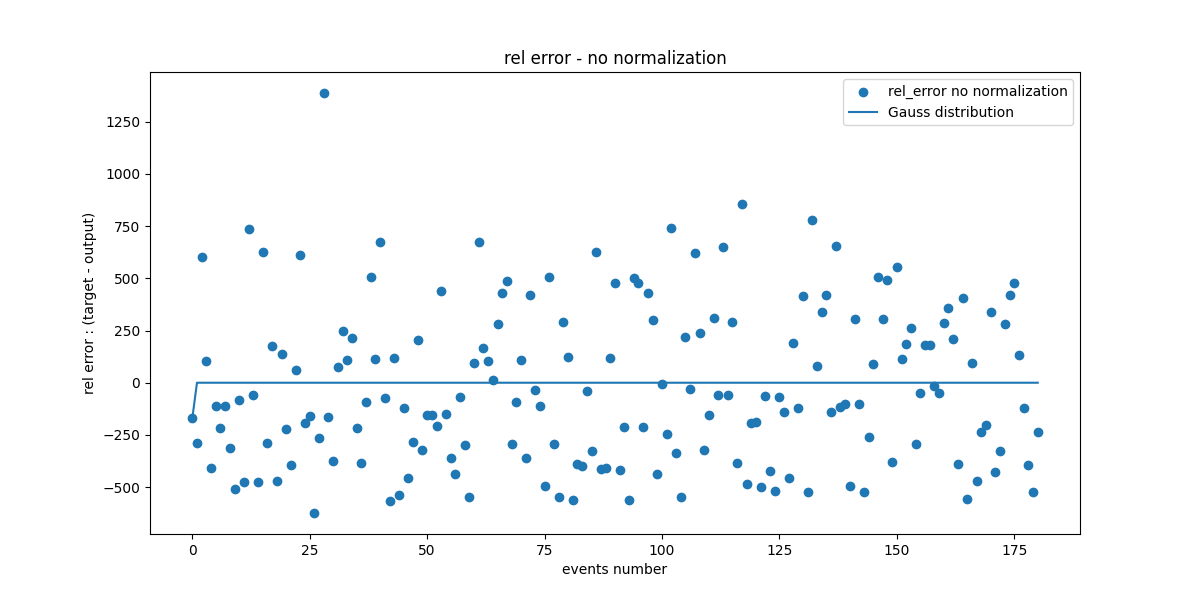 rel error - no normalization
rel_error no normalization
Gauss distribution
1250
1000
750
500
250
0
−250
−500
rel error : (target - output)
0 25 50 75 100 125 150 175
events number